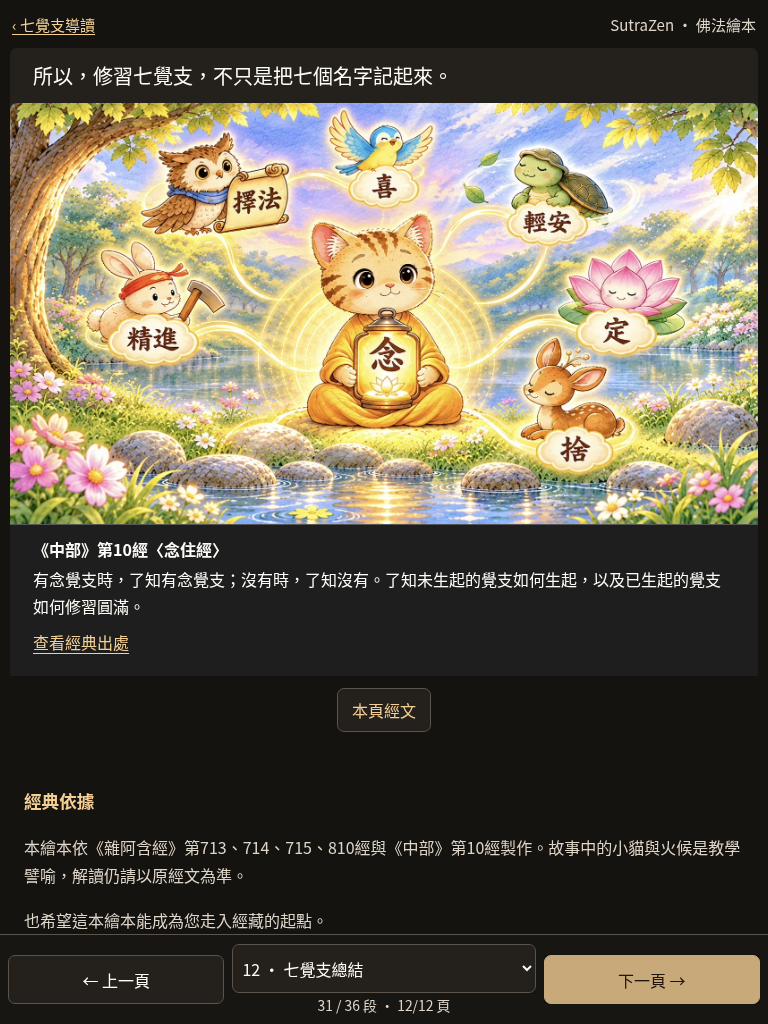 ‹ 七覺支導讀
SutraZen ・ 佛法繪本
所以，修習七覺支，不只是把七個名字記起來。
擇法
喜
輕安
精進
念
定
捨
《中部》第10經〈念住經〉
有念覺支時，了知有念覺支；沒有時，了知沒有。了知未生起的覺支如何生起，以及已生起的覺支
如何修習圓滿。
查看經典出處
本頁經文
經典依據
本繪本依《雜阿含經》第713、714、715、810經與《中部》第10經製作。故事中的小貓與火候是教學
譬喻，解讀仍請以原經文為準。
也希望這本繪本能成為您走入經藏的起點。
← 上一頁
12 ・ 七覺支總結
下一頁 →
31 / 36 段 ・ 12/12 頁